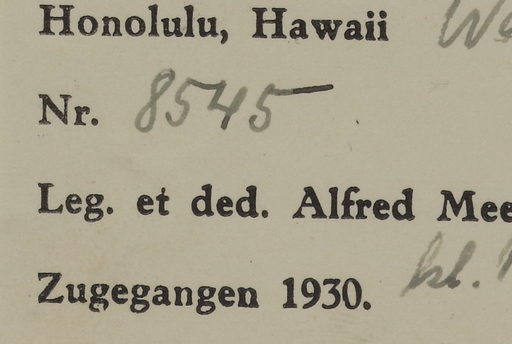 Honolulu, Hawaii
Nr. 8545
Leg. et ded. Alfred Mee
Zugegangen 1930.